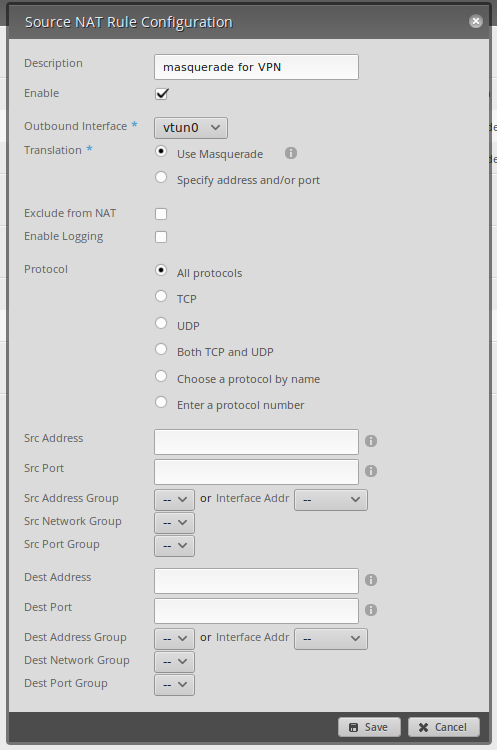 Source NAT Rule Configuration
Description masquerade for VPN
Enable
Outbound Interface * vtun0
Translation * Use Masquerade
Specify address and/or port
Exclude from NAT
Enable Logging
Protocol All protocols
TCP
UDP
Both TCP and UDP
Choose a protocol by name
Enter a protocol number
Src Address
Src Port
Src Address Group -- or Interface Addr --
Src Network Group --
Src Port Group --
Dest Address
Dest Port
Dest Address Group -- or Interface Addr --
Dest Network Group --
Dest Port Group --
Save Cancel